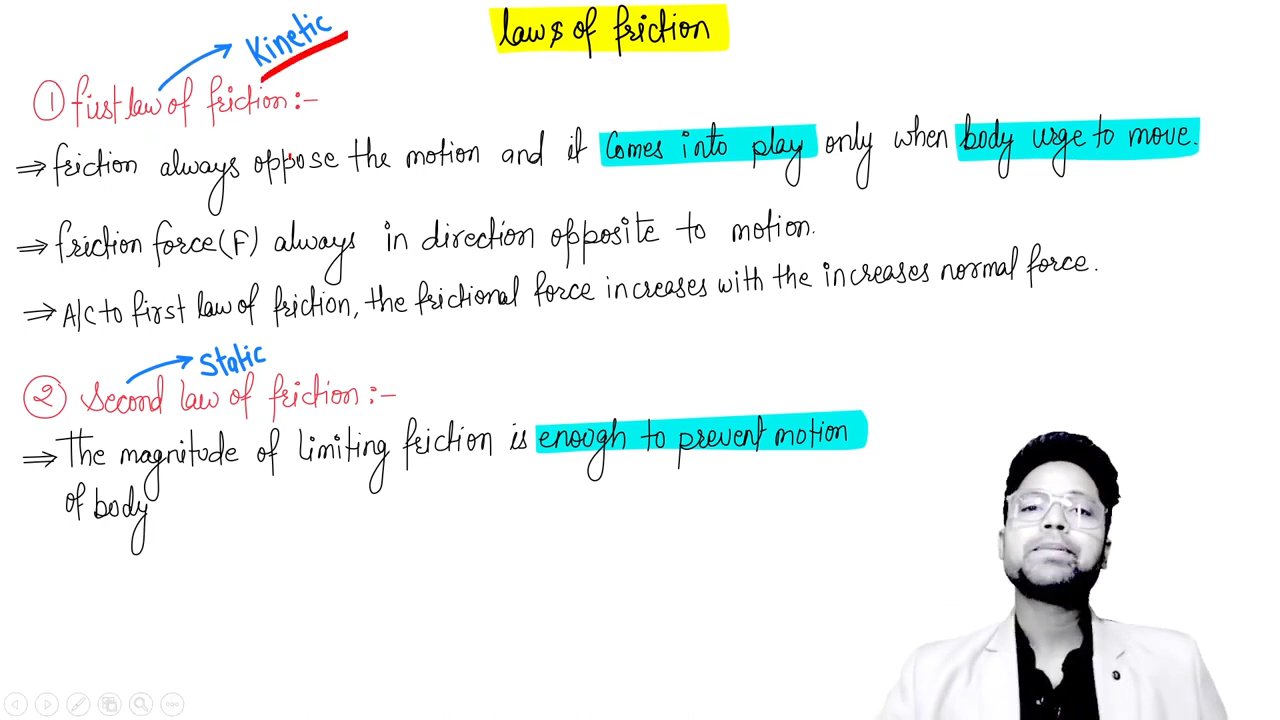 laws of friction
Kinetic
① first law of friction :-
⇒ friction always oppose the motion and it Comes into play only when body urge to move.
⇒ friction force(F) always in direction opposite to motion.
⇒ A/c to first law of friction, the frictional force increases with the increases normal force.
Static
② Second law of friction :-
⇒ The magnitude of limiting friction is enough to prevent motion
of body